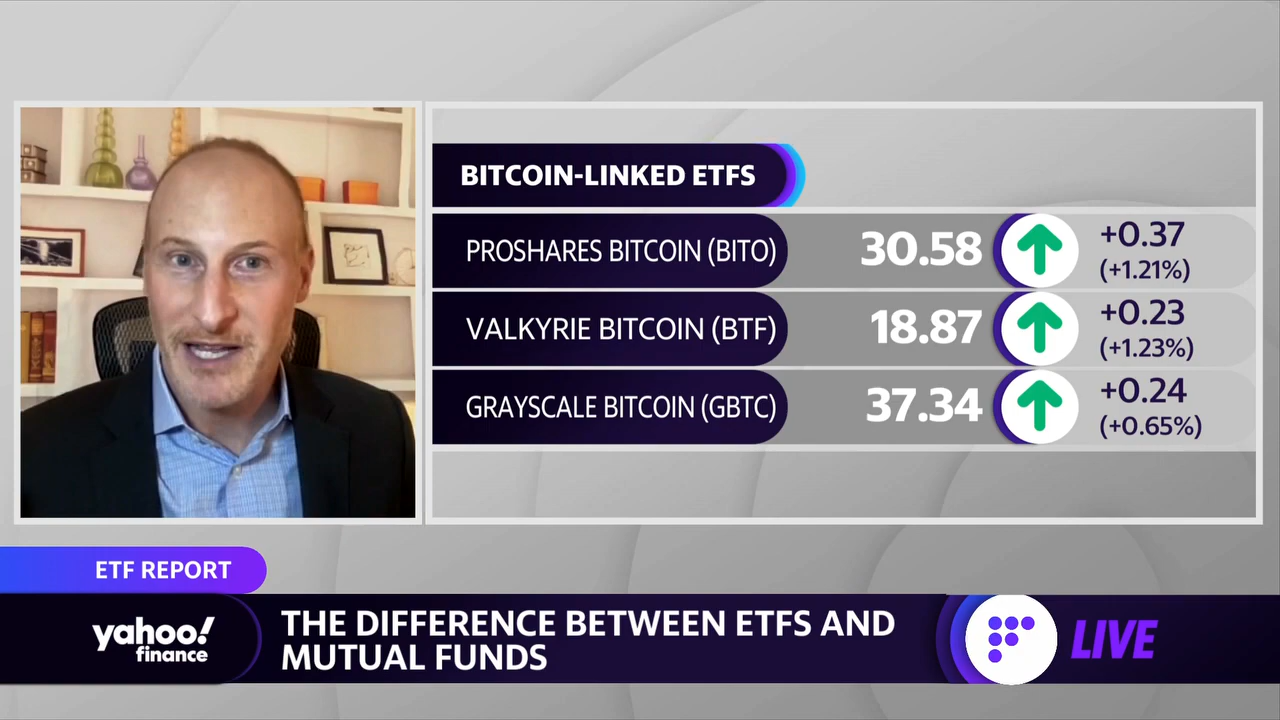 BITCOIN-LINKED ETFS
PROSHARES BITCOIN (BITO) 30.58 +0.37
(+1.21%)
VALKYRIE BITCOIN (BTF) 18.87 +0.23
(+1.23%)
GRAYSCALE BITCOIN (GBTC) 37.34 +0.24
(+0.65%)
ETF REPORT
yahoo!
finance
THE DIFFERENCE BETWEEN ETFS AND
MUTUAL FUNDS
LIVE